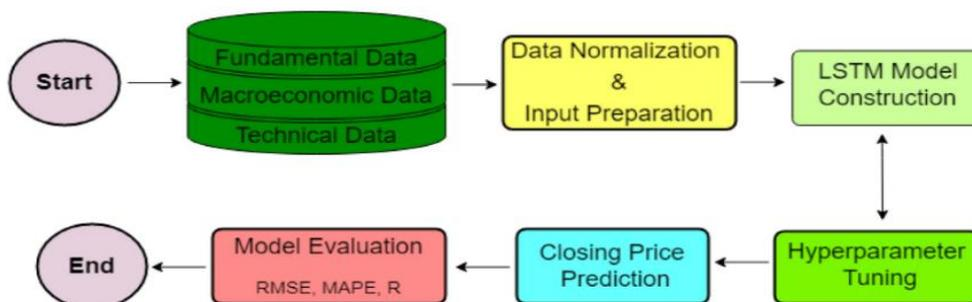 Start
Fundamental Data
Macroeconomic Data
Technical Data
Data Normalization
&
Input Preparation
LSTM Model
Construction
Hyperparameter
Tuning
Closing Price
Prediction
Model Evaluation
RMSE, MAPE, R
End